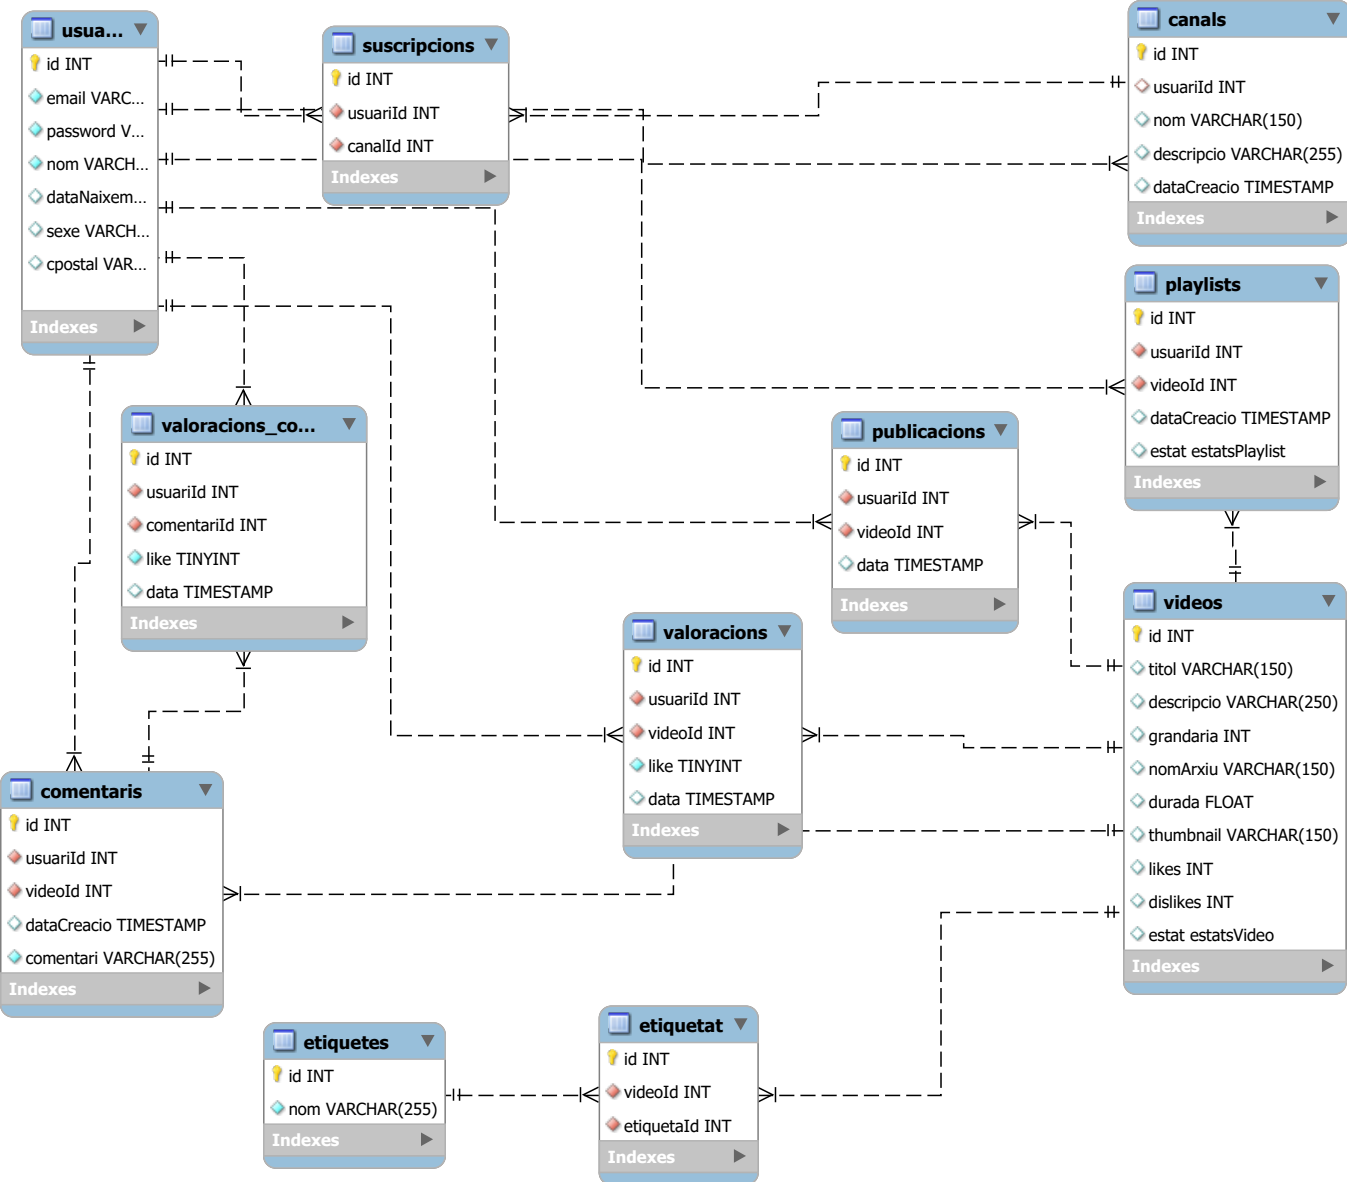 usua...
id INT
email VARC...
password V...
nom VARCH...
dataNaixem...
sexe VARCH...
cpostal VAR...
Indexes
suscripcions
id INT
usuariId INT
canalId INT
Indexes
canals
id INT
usuariId INT
nom VARCHAR(150)
descripcio VARCHAR(255)
dataCreacio TIMESTAMP
Indexes
playlists
id INT
usuariId INT
videoId INT
dataCreacio TIMESTAMP
estat estatsPlaylist
Indexes
valoracions_co...
id INT
usuariId INT
comentariId INT
like TINYINT
data TIMESTAMP
Indexes
publicacions
id INT
usuariId INT
videoId INT
data TIMESTAMP
Indexes
valoracions
id INT
usuariId INT
videoId INT
like TINYINT
data TIMESTAMP
Indexes
videos
id INT
titol VARCHAR(150)
descripcio VARCHAR(250)
grandaria INT
nomArxiu VARCHAR(150)
durada FLOAT
thumbnail VARCHAR(150)
likes INT
dislikes INT
estat estatsVideo
Indexes
comentaris
id INT
usuariId INT
videoId INT
dataCreacio TIMESTAMP
comentari VARCHAR(255)
Indexes
etiquetes
id INT
nom VARCHAR(255)
Indexes
etiquetat
id INT
videoId INT
etiquetaId INT
Indexes